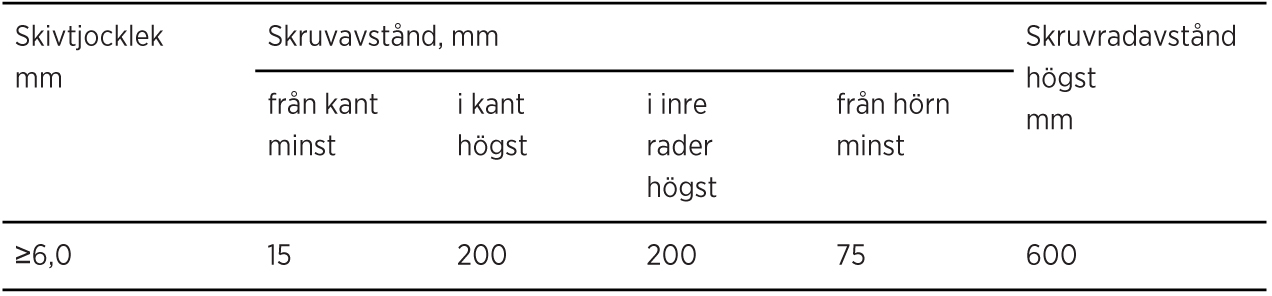 Skivtjocklek Skruvavstånd, mm Skruvradavstånd
mm högst
från kant i kant i inre från hörn mm
minst högst rader minst
högst
≥6,0 15 200 200 75 600